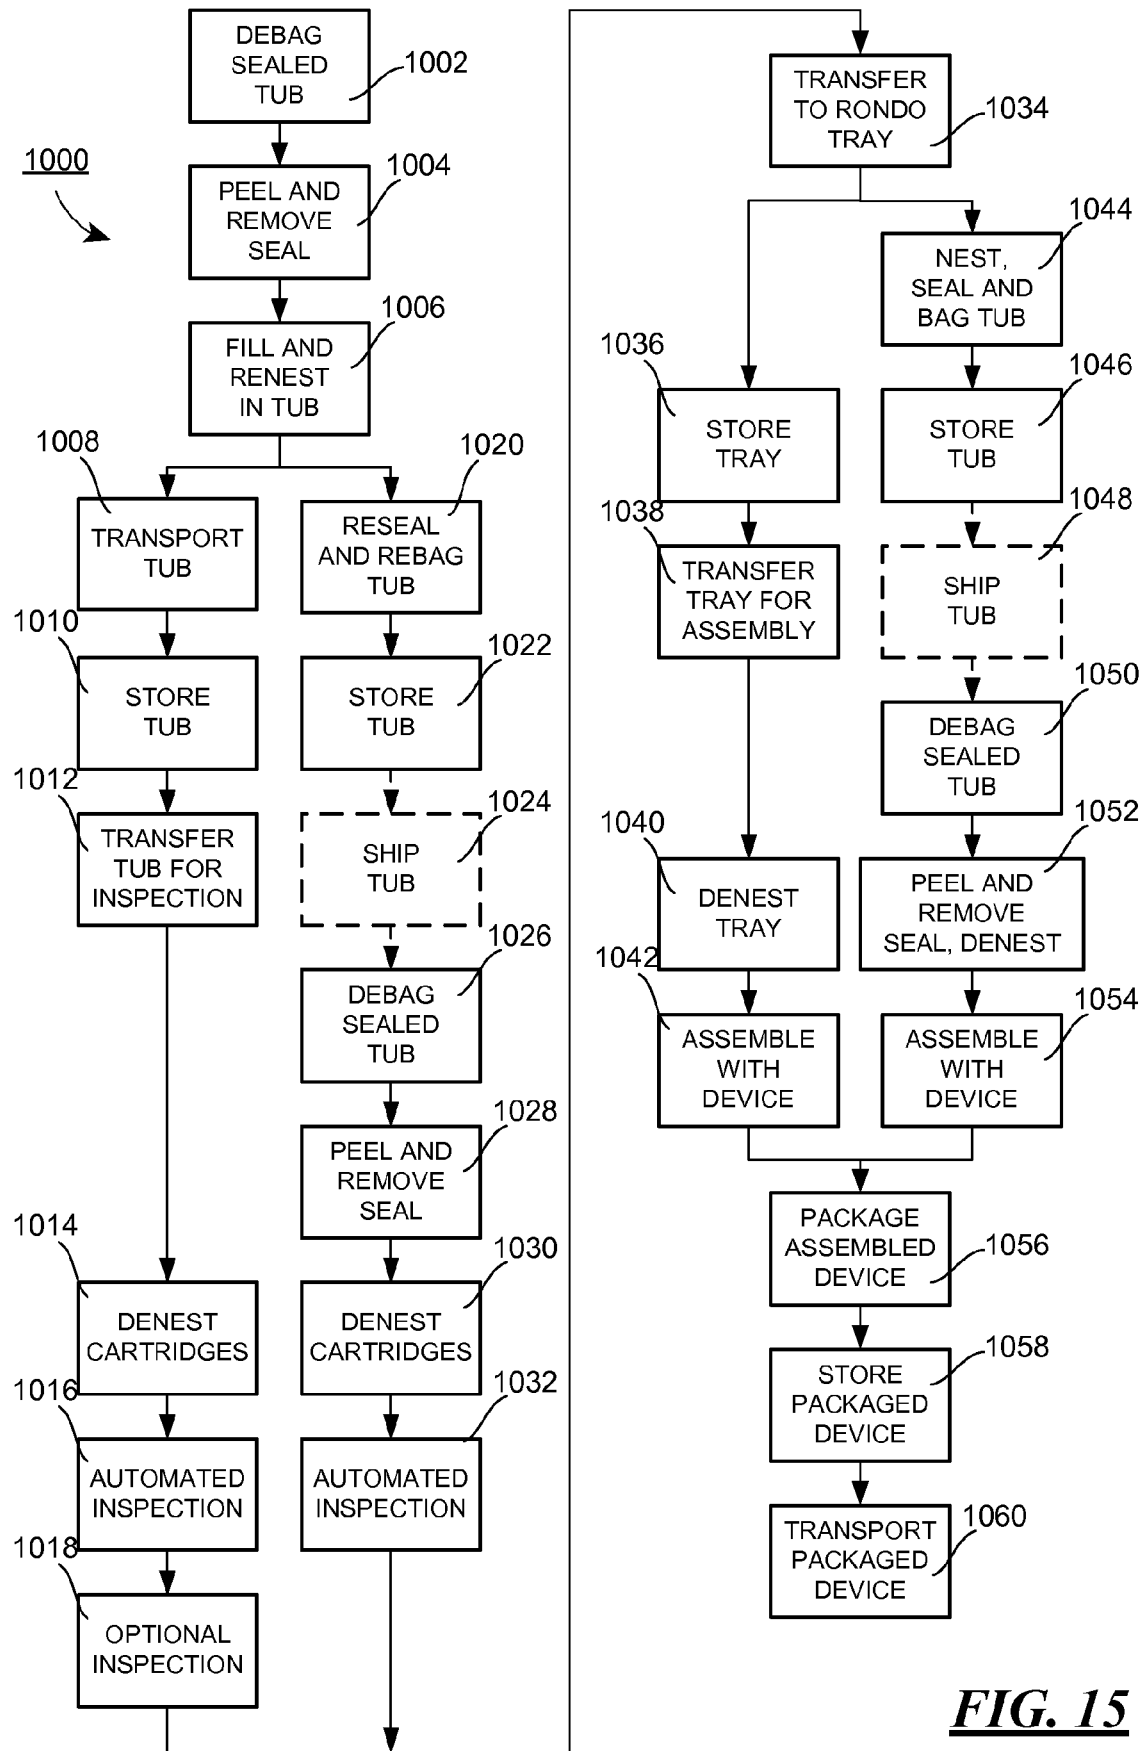 1000
DEBAG
SEALED
TUB
1002
PEEL AND
REMOVE
SEAL
1004
FILL AND
RENEST
IN TUB
1006
1008
TRANSPORT
TUB
1010
STORE
TUB
1012
TRANSFER
TUB FOR
INSPECTION
1014
DENEST
CARTRIDGES
1016
AUTOMATED
INSPECTION
1018
OPTIONAL
INSPECTION
1020
RESEAL
AND REBAG
TUB
1022
STORE
TUB
1024
SHIP
TUB
1026
DEBAG
SEALED
TUB
1028
PEEL AND
REMOVE
SEAL
1030
DENEST
CARTRIDGES
1032
AUTOMATED
INSPECTION
TRANSFER
TO RONDO
TRAY
1034
1036
STORE
TRAY
1038
TRANSFER
TRAY FOR
ASSEMBLY
1040
DENEST
TRAY
1042
ASSEMBLE
WITH
DEVICE
1044
NEST,
SEAL AND
BAG TUB
1046
STORE
TUB
1048
SHIP
TUB
1050
DEBAG
SEALED
TUB
1052
PEEL AND
REMOVE
SEAL, DENEST
1054
ASSEMBLE
WITH
DEVICE
PACKAGE
ASSEMBLED
DEVICE
1056
STORE
PACKAGED
DEVICE
1058
TRANSPORT
PACKAGED
DEVICE
1060
FIG. 15